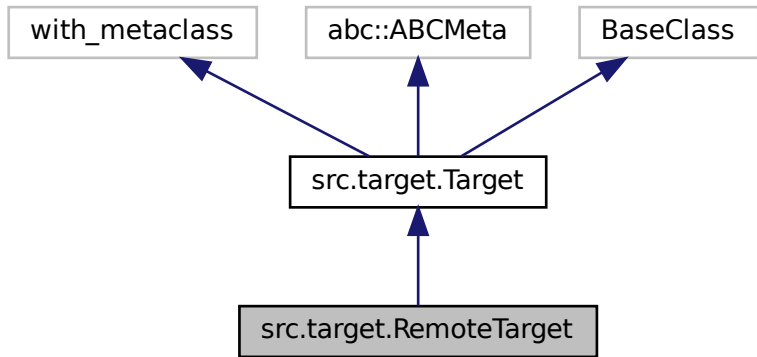 with_metaclass
abc::ABCMeta
BaseClass
src.target.Target
src.target.RemoteTarget